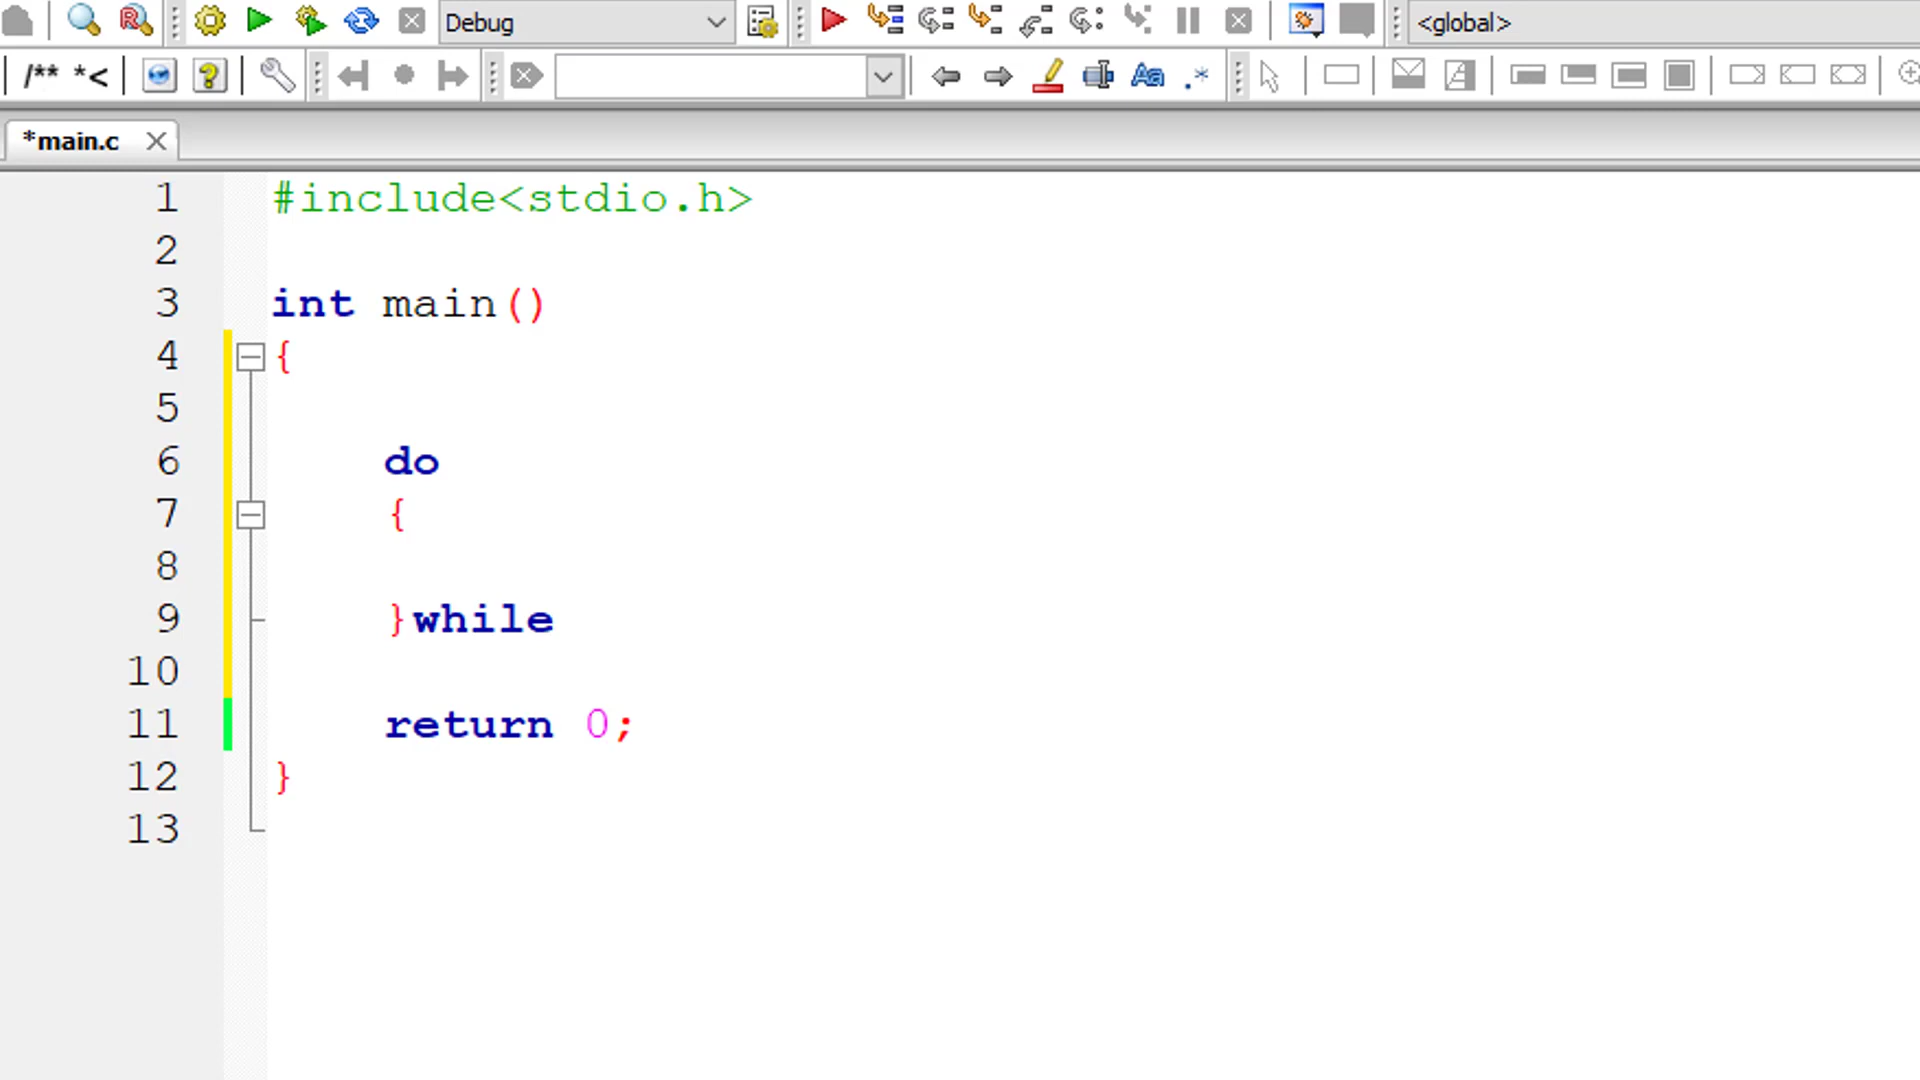 Debug
<global>
/** *<
Aa
.*
*main.c
1 #include<stdio.h>
2
3 int main()
4 {
5
6 do
7 {
8
9 }while
10
11 return 0;
12 }
13